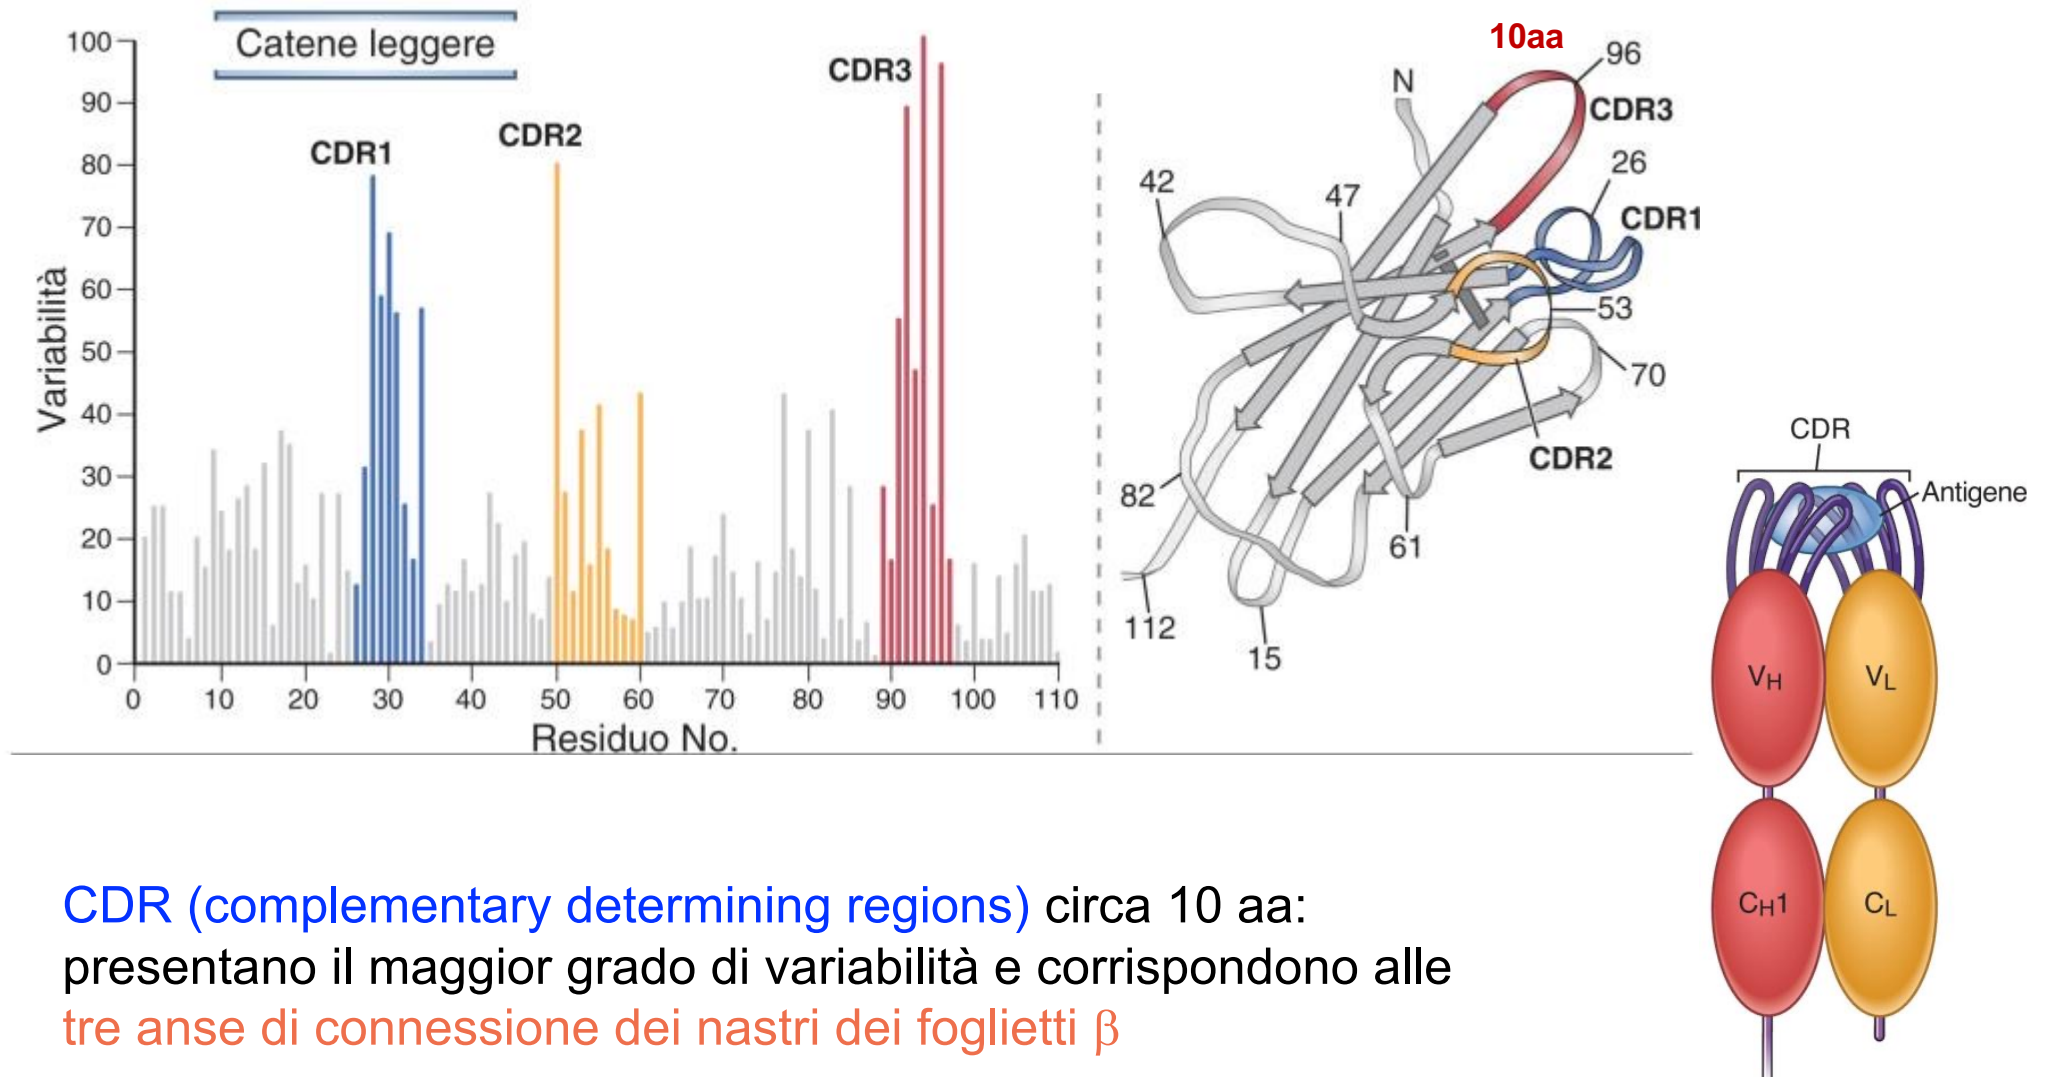 Catene leggere
100
90
80
70
60
50
40
30
20
10
0
Variabilità
CDR1
CDR2
CDR3
0 10 20 30 40 50 60 70 80 90 100 110
Residuo No.
10aa
96
N
CDR3
26
42
47
CDR1
53
70
CDR2
82
61
112
15
CDR
Antigene
VH VL
CH1 CL
CDR (complementary determining regions) circa 10 aa:
presentano il maggior grado di variabilità e corrispondono alle
tre anse di connessione dei nastri dei foglietti β